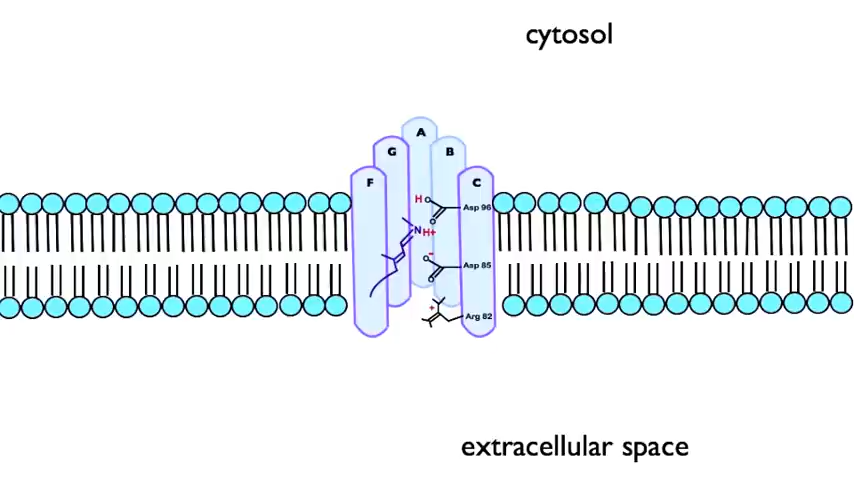 cytosol
A
G
B
F
C
H
O
O
Asp 96
N
H+
-
O
O
Asp 85
+
Arg 82
extracellular space